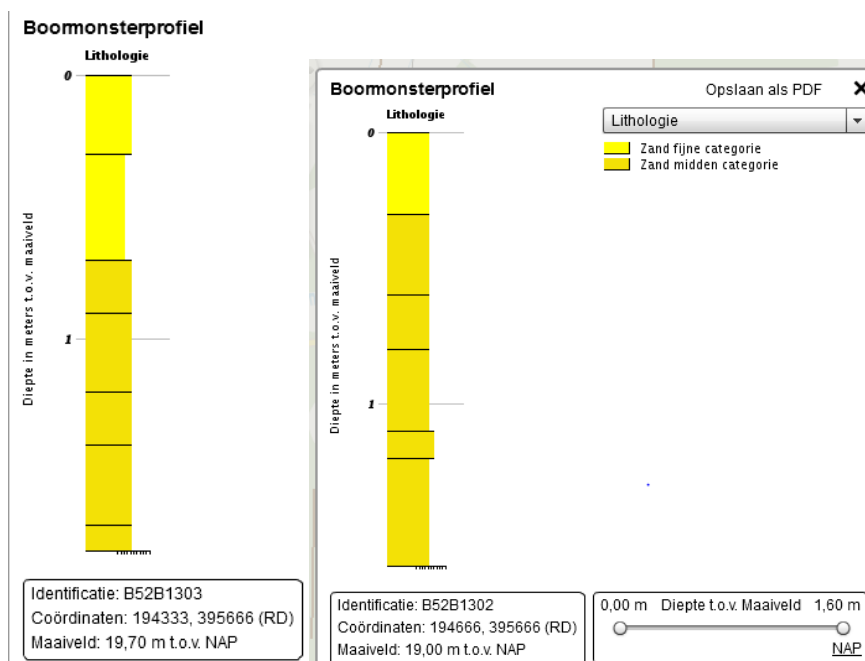 Boormonsterprofiel
Lithologie
0
Diepte in meters t.o.v. maaiveld
1
Identificatie: B52B1303
Coördinaten: 194333, 395666 (RD)
Maaiveld: 19,70 m t.o.v. NAP
Boormonsterprofiel
Opslaan als PDF
Lithologie
Lithologie
0
Zand fijne categorie
Zand midden categorie
Diepte in meters t.o.v. maaiveld
1
Identificatie: B52B1302
Coördinaten: 194666, 395666 (RD)
Maaiveld: 19,00 m t.o.v. NAP
0,00 m Diepte t.o.v. Maaiveld 1,60 m
NAP